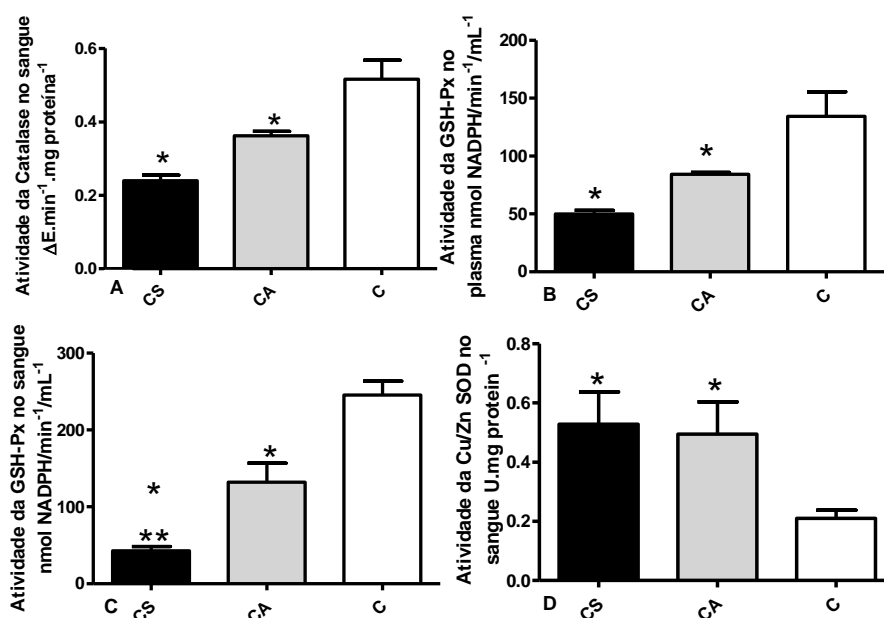 Atividade da Catalase no sangue
ΔE.min⁻¹.mg proteína⁻¹
0.6
0.4
0.2
0.0
*
*
A
CS
CA
C
Atividade da GSH-Px no
plasma nmol NADPH/min⁻¹/mL⁻¹
200
150
100
50
0
*
*
B
CS
CA
C
Atividade da GSH-Px no sangue
nmol NADPH/min⁻¹/mL⁻¹
300
200
100
0
*
**
*
C
CS
CA
C
Atividade da Cu/Zn SOD no
sangue U.mg protein⁻¹
0.8
0.6
0.4
0.2
0.0
*
*
D
CS
CA
C